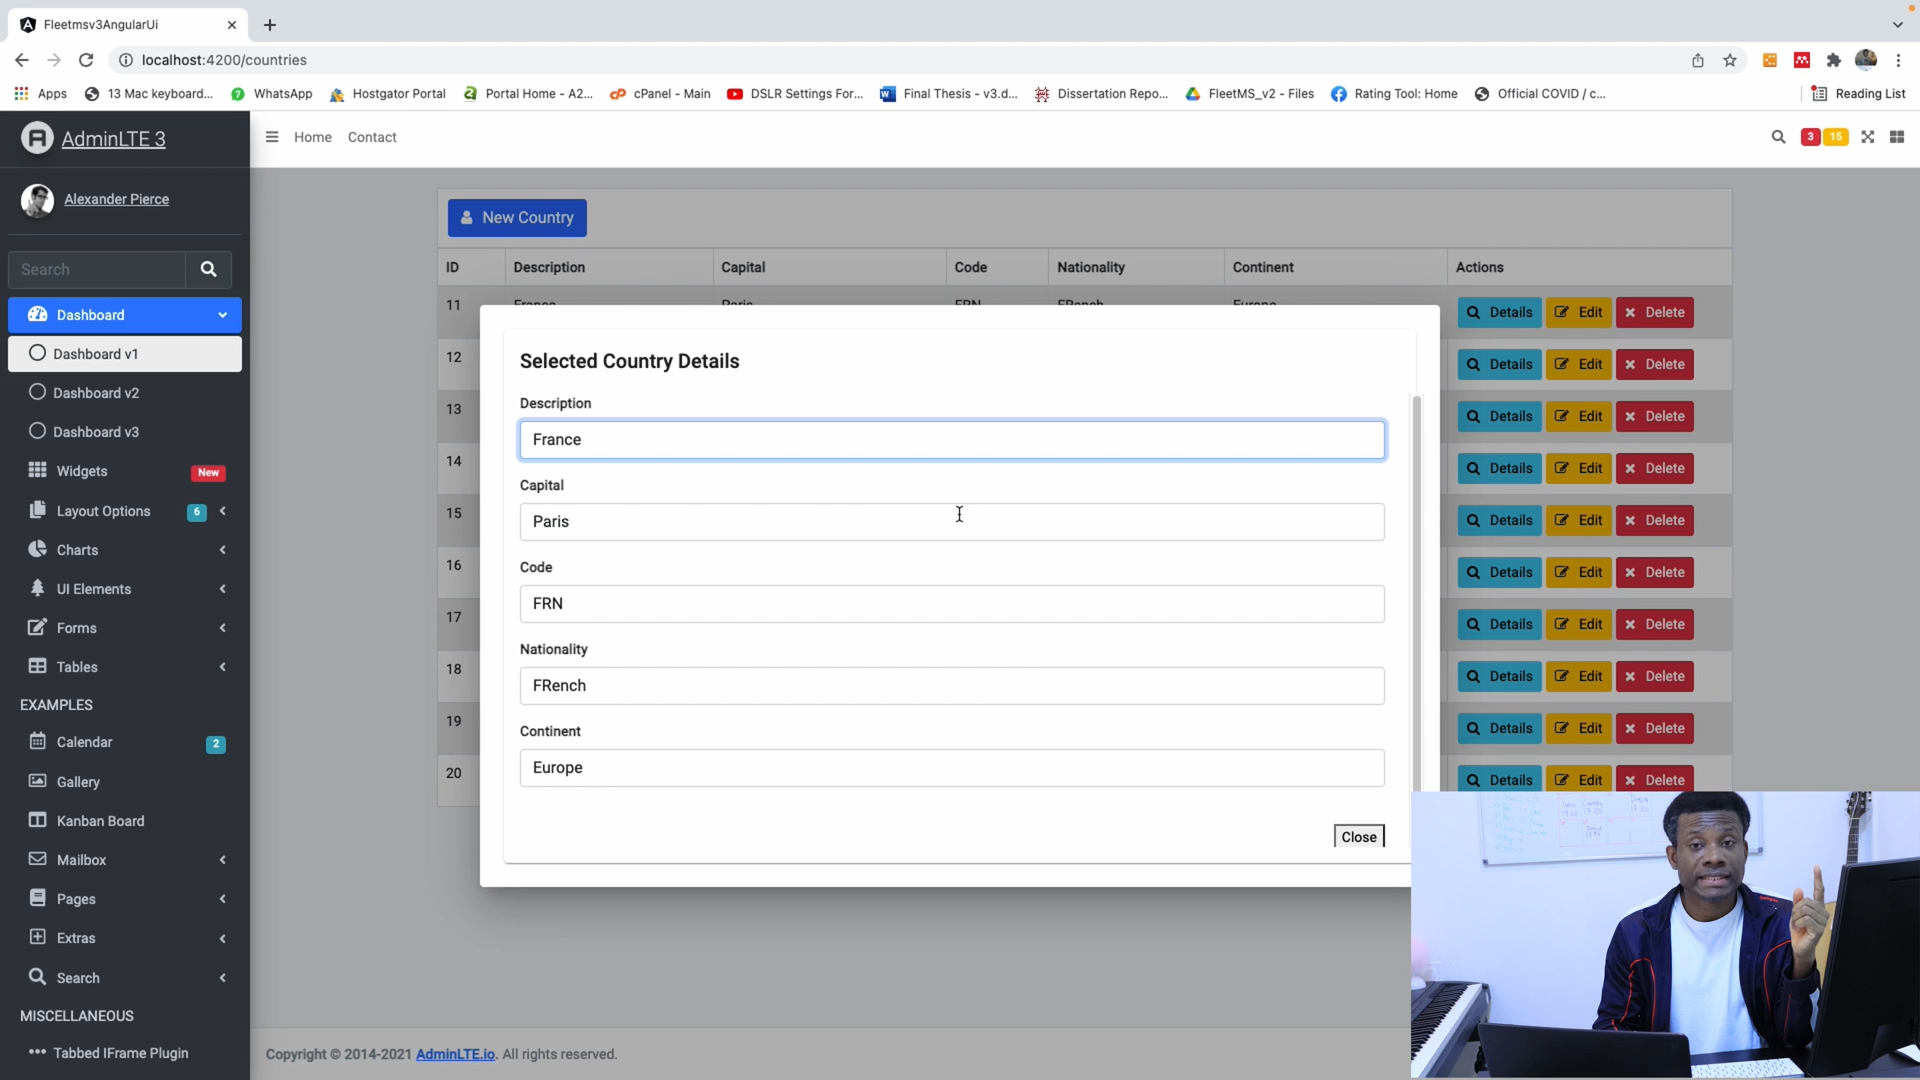 Fleetmsv3AngularUi
localhost:4200/countries
Apps 13 Mac keyboard... WhatsApp Hostgator Portal Portal Home - A2... cPanel - Main DSLR Settings For... Final Thesis - v3.d... Dissertation Repo... FleetMS_v2 - Files Rating Tool: Home Official COVID / c... Reading List
AdminLTE 3
Home Contact
3 15
Alexander Pierce
Search
Dashboard
Dashboard v1
Dashboard v2
Dashboard v3
Widgets New
Layout Options 6
Charts
UI Elements
Forms
Tables
EXAMPLES
Calendar 2
Gallery
Kanban Board
Mailbox
Pages
Extras
Search
MISCELLANEOUS
Tabbed IFrame Plugin
New Country
ID Description Capital Code Nationality Continent Actions
11 France Paris FRN FRench Europe Details Edit Delete
12 Details Edit Delete
13 Details Edit Delete
14 Details Edit Delete
15 Details Edit Delete
16 Details Edit Delete
17 Details Edit Delete
18 Details Edit Delete
19 Details Edit Delete
20 Details Edit Delete
Selected Country Details
Description
France
Capital
Paris
Code
FRN
Nationality
FRench
Continent
Europe
Close
Copyright © 2014-2021 AdminLTE.io. All rights reserved.